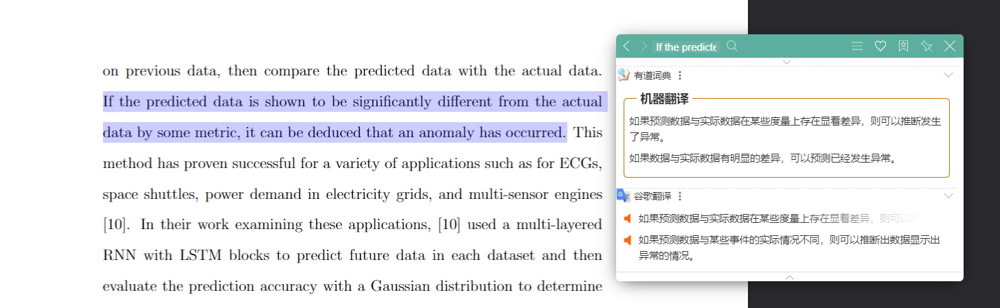 on previous data, then compare the predicted data with the actual data.
If the predicted data is shown to be significantly different from the actual
data by some metric, it can be deduced that an anomaly has occurred. This
method has proven successful for a variety of applications such as for ECGs,
space shuttles, power demand in electricity grids, and multi-sensor engines
[10]. In their work examining these applications, [10] used a multi-layered
RNN with LSTM blocks to predict future data in each dataset and then
evaluate the prediction accuracy with a Gaussian distribution to determine
If the predicte
有道词典
机器翻译
如果预测数据与实际数据在某些度量上存在显着差异，则可以推断发生
了异常。
如果数据与实际数据有明显的差异，可以预测已经发生异常。
谷歌翻译
如果预测数据与实际数据在某些度量上存在显着差异，则可以
如果预测数据与某些事件的实际情况不同，则可以推断出数据显示出
异常的情况。